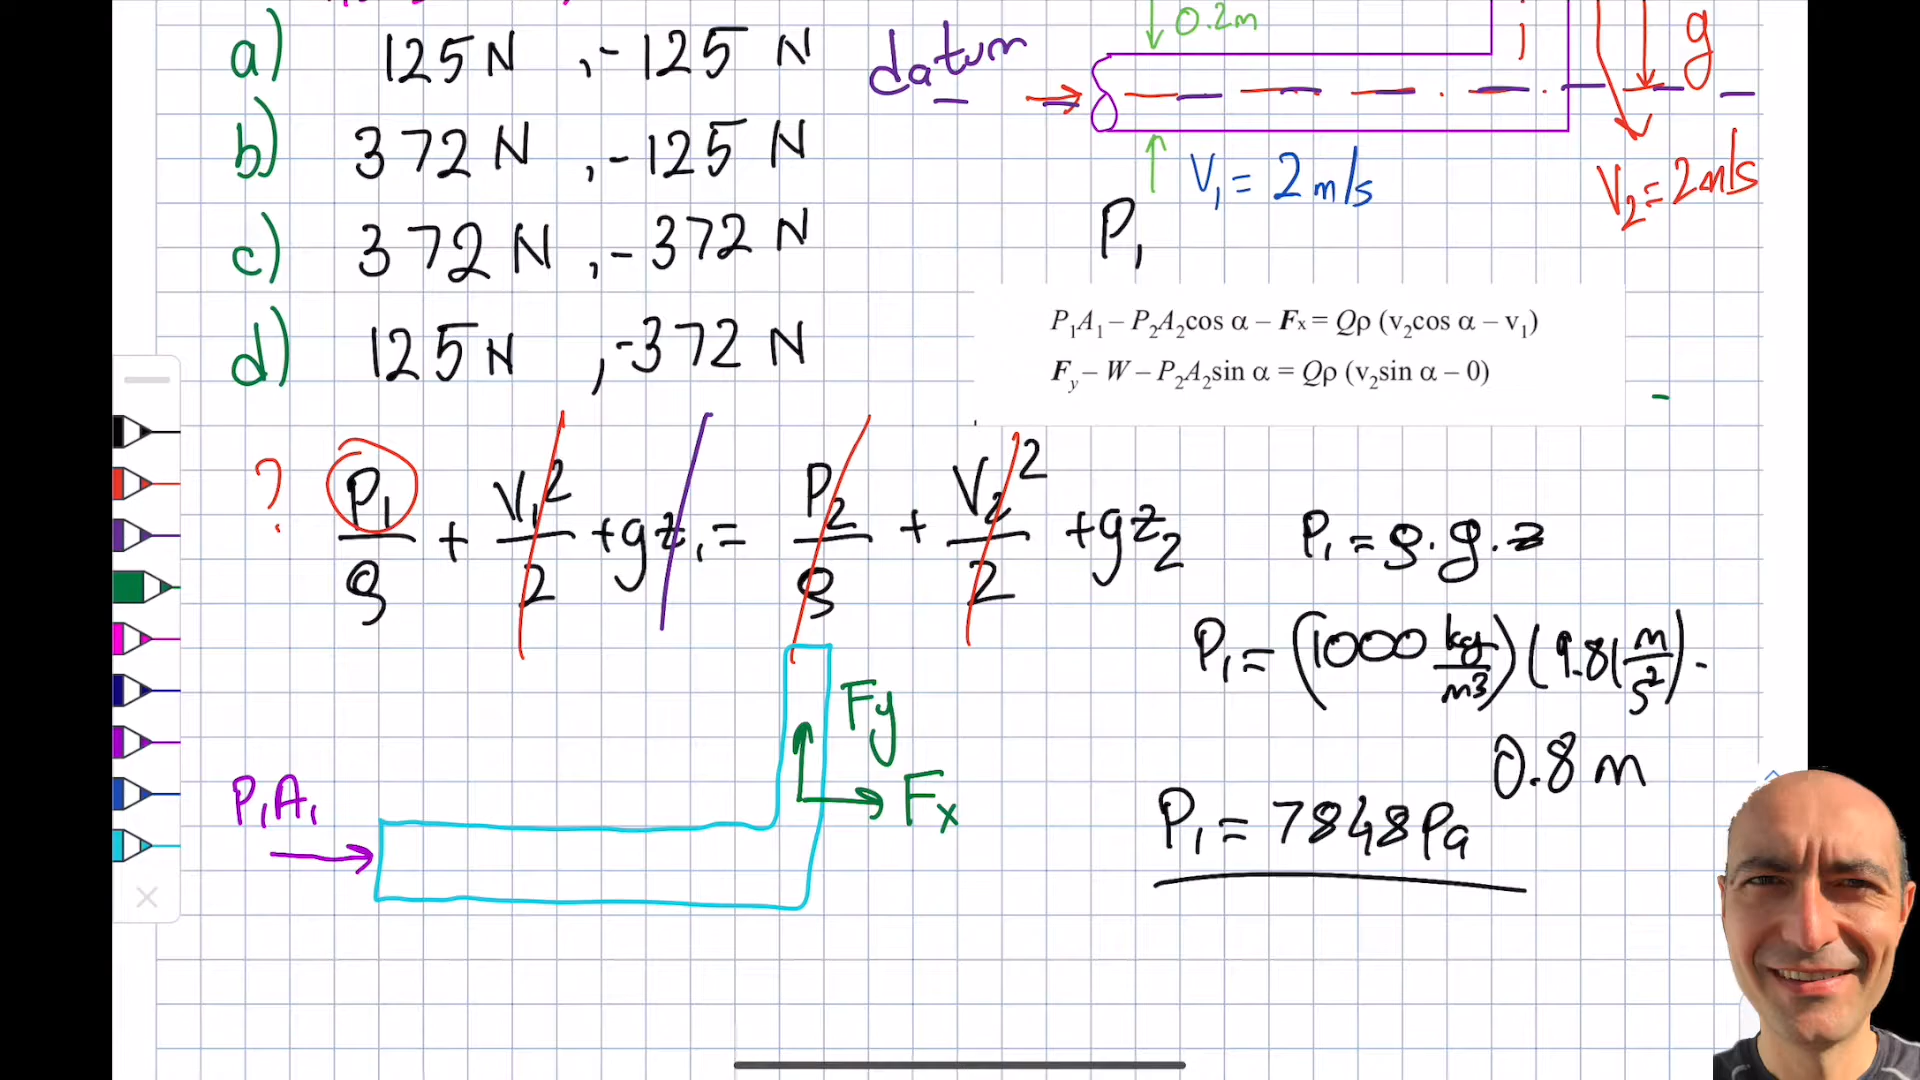 a) 125 N , -125 N
b) 372 N , -125 N
c) 372 N , -372 N
d) 125 N , -372 N
datum
0.2m
g
V₁ = 2 m/s
V₂ = 2 m/s
P₁
P₁A₁ – P₂A₂cos α – Fx = Qρ (v₂cos α – v₁)
Fy – W – P₂A₂sin α = Qρ (v₂sin α – 0)
? P₁/ρ + V₁²/2 + gz₁ = P₂/ρ + V₂²/2 + gz₂
P₁ = ρ.g.z
P₁ = (1000 kg/m3) (9.81 m/s²).
0.8 m
P₁ = 7848 Pa
Fy
Fx
P₁A₁